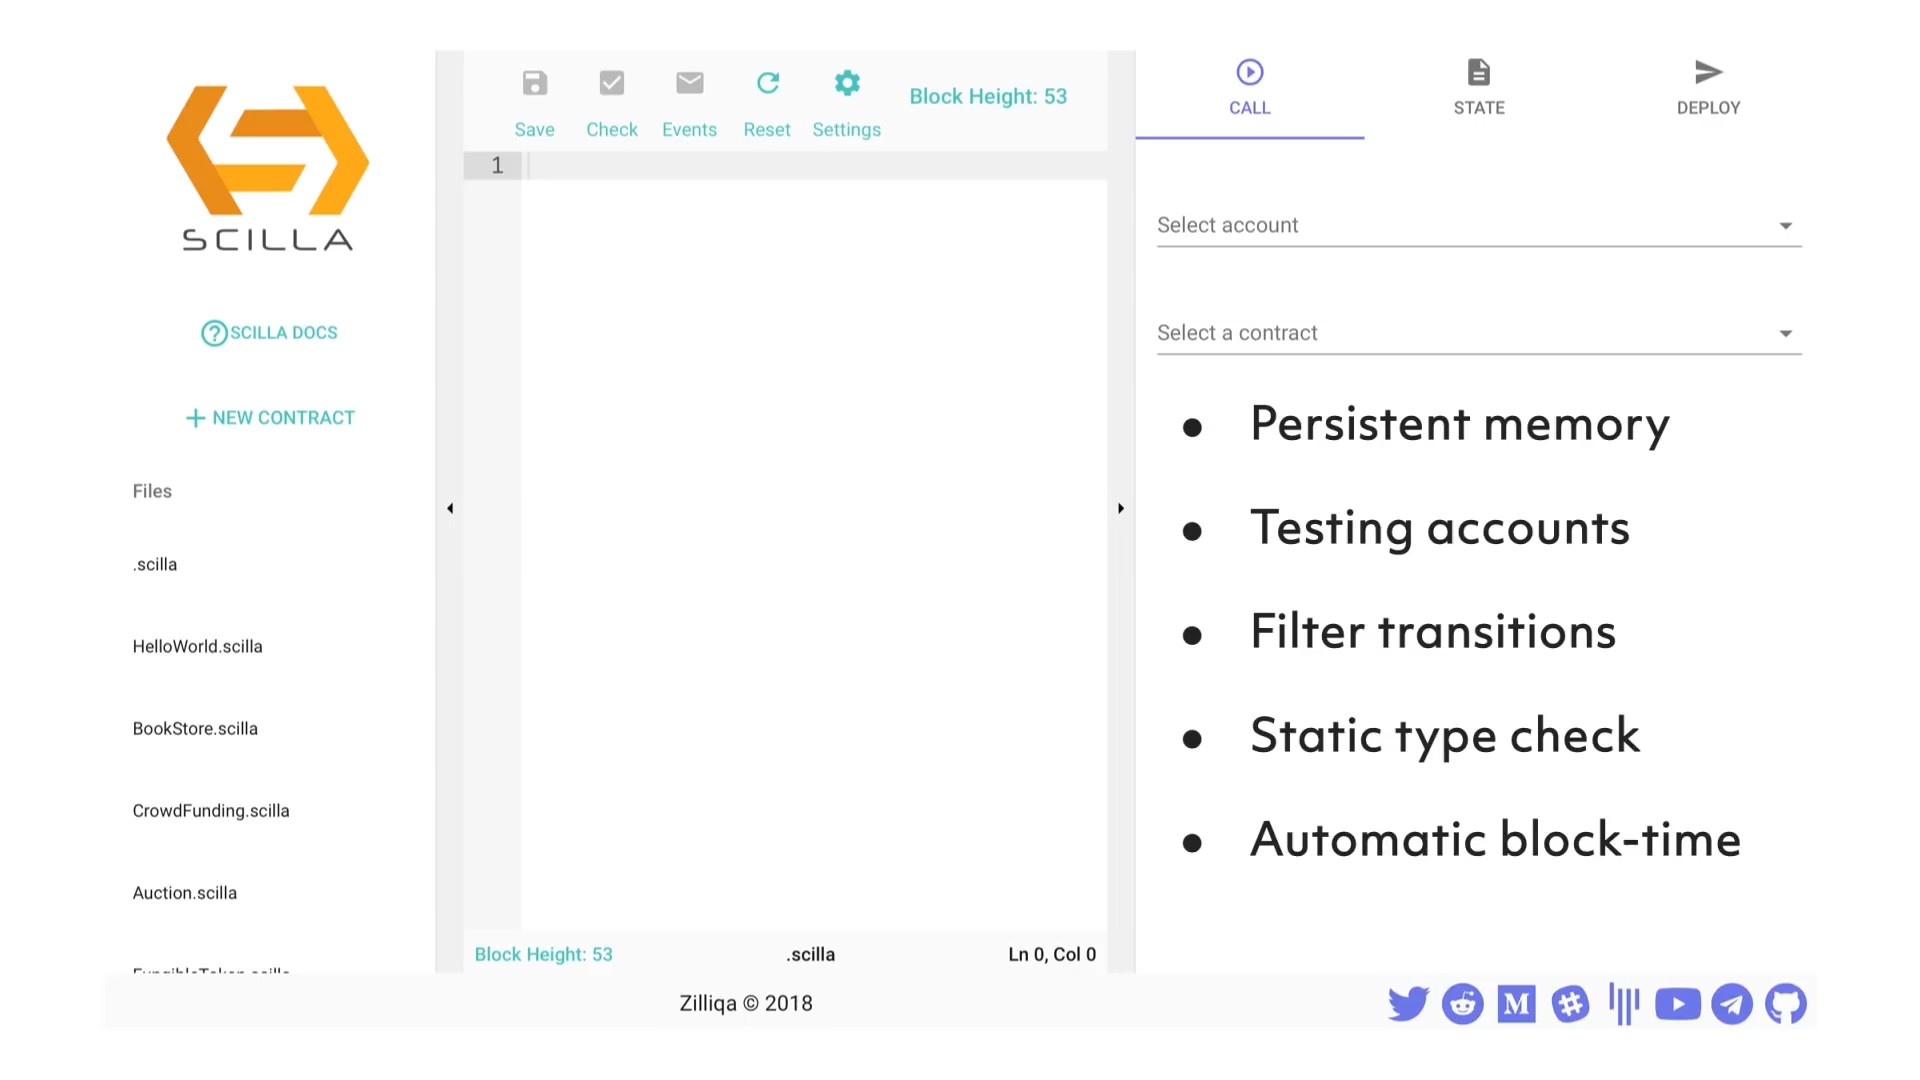 SCILLA
SCILLA DOCS
NEW CONTRACT
Files
.scilla
HelloWorld.scilla
BookStore.scilla
CrowdFunding.scilla
Auction.scilla
FungibleToken.scilla
Save Check Events Reset Settings Block Height: 53
1
Block Height: 53 .scilla Ln 0, Col 0
CALL STATE DEPLOY
Select account
Select a contract
● Persistent memory
● Testing accounts
● Filter transitions
● Static type check
● Automatic block-time
Zilliqa © 2018